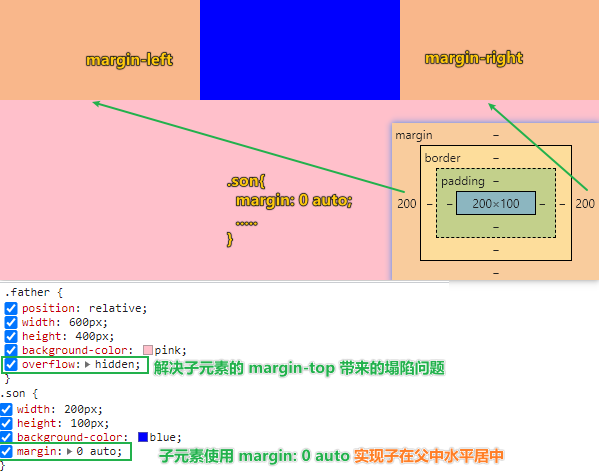 margin-left
margin-right
margin –
border –
padding –
200 – – 200×100 – – 200
–
–
–
.son{
margin: 0 auto;
.....
}
.father {
position: relative;
width: 600px;
height: 400px;
background-color: pink;
overflow: hidden; 解决子元素的 margin-top 带来的塌陷问题
}
.son {
width: 200px;
height: 100px;
background-color: blue;
margin: 0 auto; 子元素使用 margin: 0 auto 实现子在父中水平居中
}